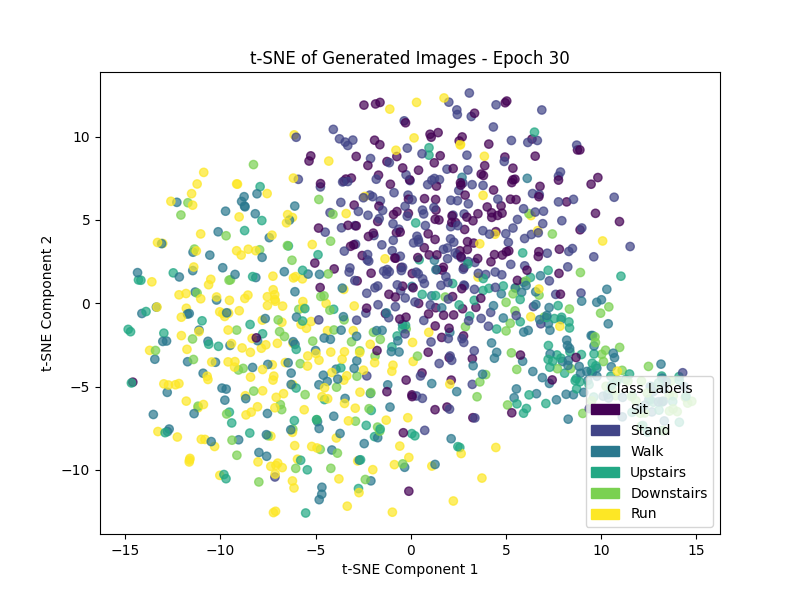 t-SNE of Generated Images - Epoch 30
t-SNE Component 2
10
5
0
−5
−10
Class Labels
Sit
Stand
Walk
Upstairs
Downstairs
Run
−15
−10
−5
0
5
10
15
t-SNE Component 1